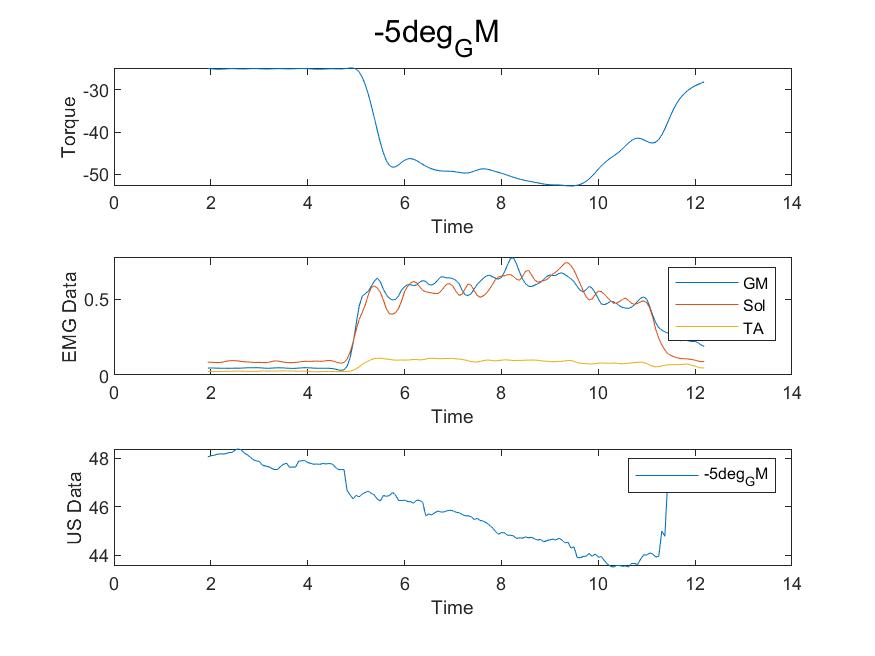 -5deg_GM
-30
-40
-50
Torque
0 2 4 6 8 10 12 14
Time
GM
Sol
TA
0.5
0
EMG Data
0 2 4 6 8 10 12 14
Time
-5deg_GM
48
46
44
US Data
0 2 4 6 8 10 12 14
Time